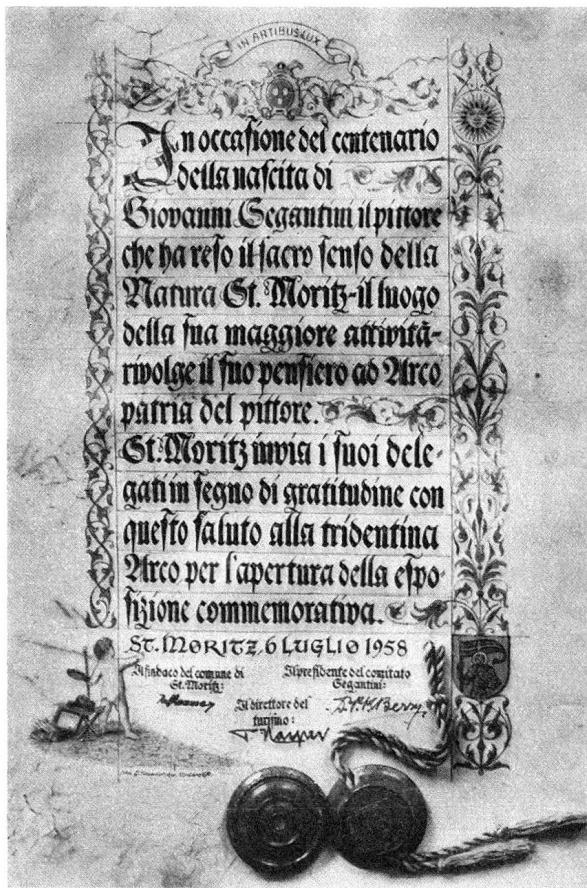 IN ARTIBUS LUX
In occasione del centenario
della nascita di
Giovanni Segantini il pittore
che ha reso il sacro senso della
Natura St. Moritz-il luogo
della sua maggiore attività-
rivolge il suo pensiero ad Arco
patria del pittore.
St. Moritz invia i suoi dele-
gati in segno di gratitudine con
questo saluto alla tridentina
Arco per l'apertura della espo-
sizione commemorativa.
ST. MORITZ, 6 LUGLIO 1958
Il sindaco del comune di
St. Moritz:
Il presidente del comitato
Segantini:
Il direttore del
turismo: